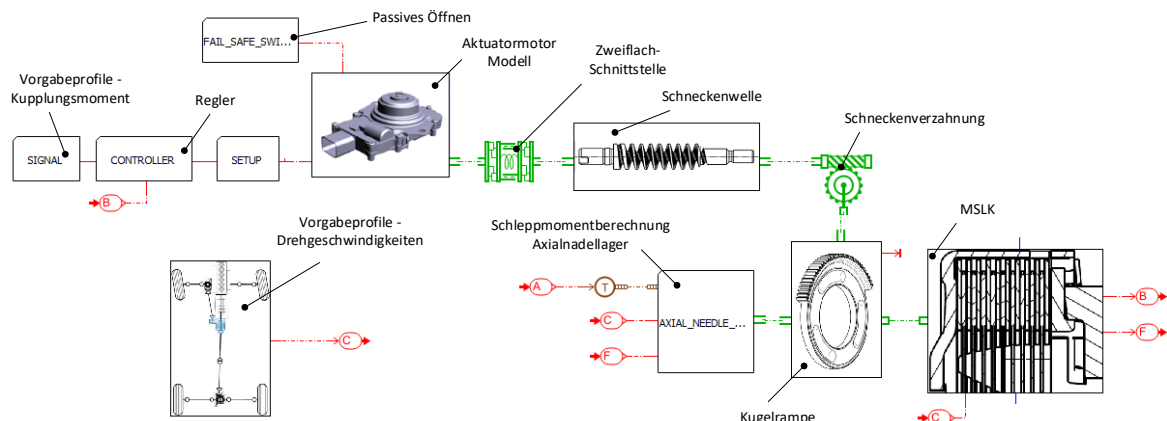 Passives Öffnen
FAIL_SAFE_SWI...
Aktuatormotor
Modell
Zweiflach-
Schnittstelle
Vorgabeprofile -
Kupplungsmoment
Regler
Schneckenwelle
Schneckenverzahnung
SIGNAL
CONTROLLER
SETUP
B
Vorgabeprofile -
Drehgeschwindigkeiten
Schleppmomentberechnung
Axialnadellager
MSLK
A
T
C
F
AXIAL_NEEDLE_...
B
F
C
Kugelrampe
C